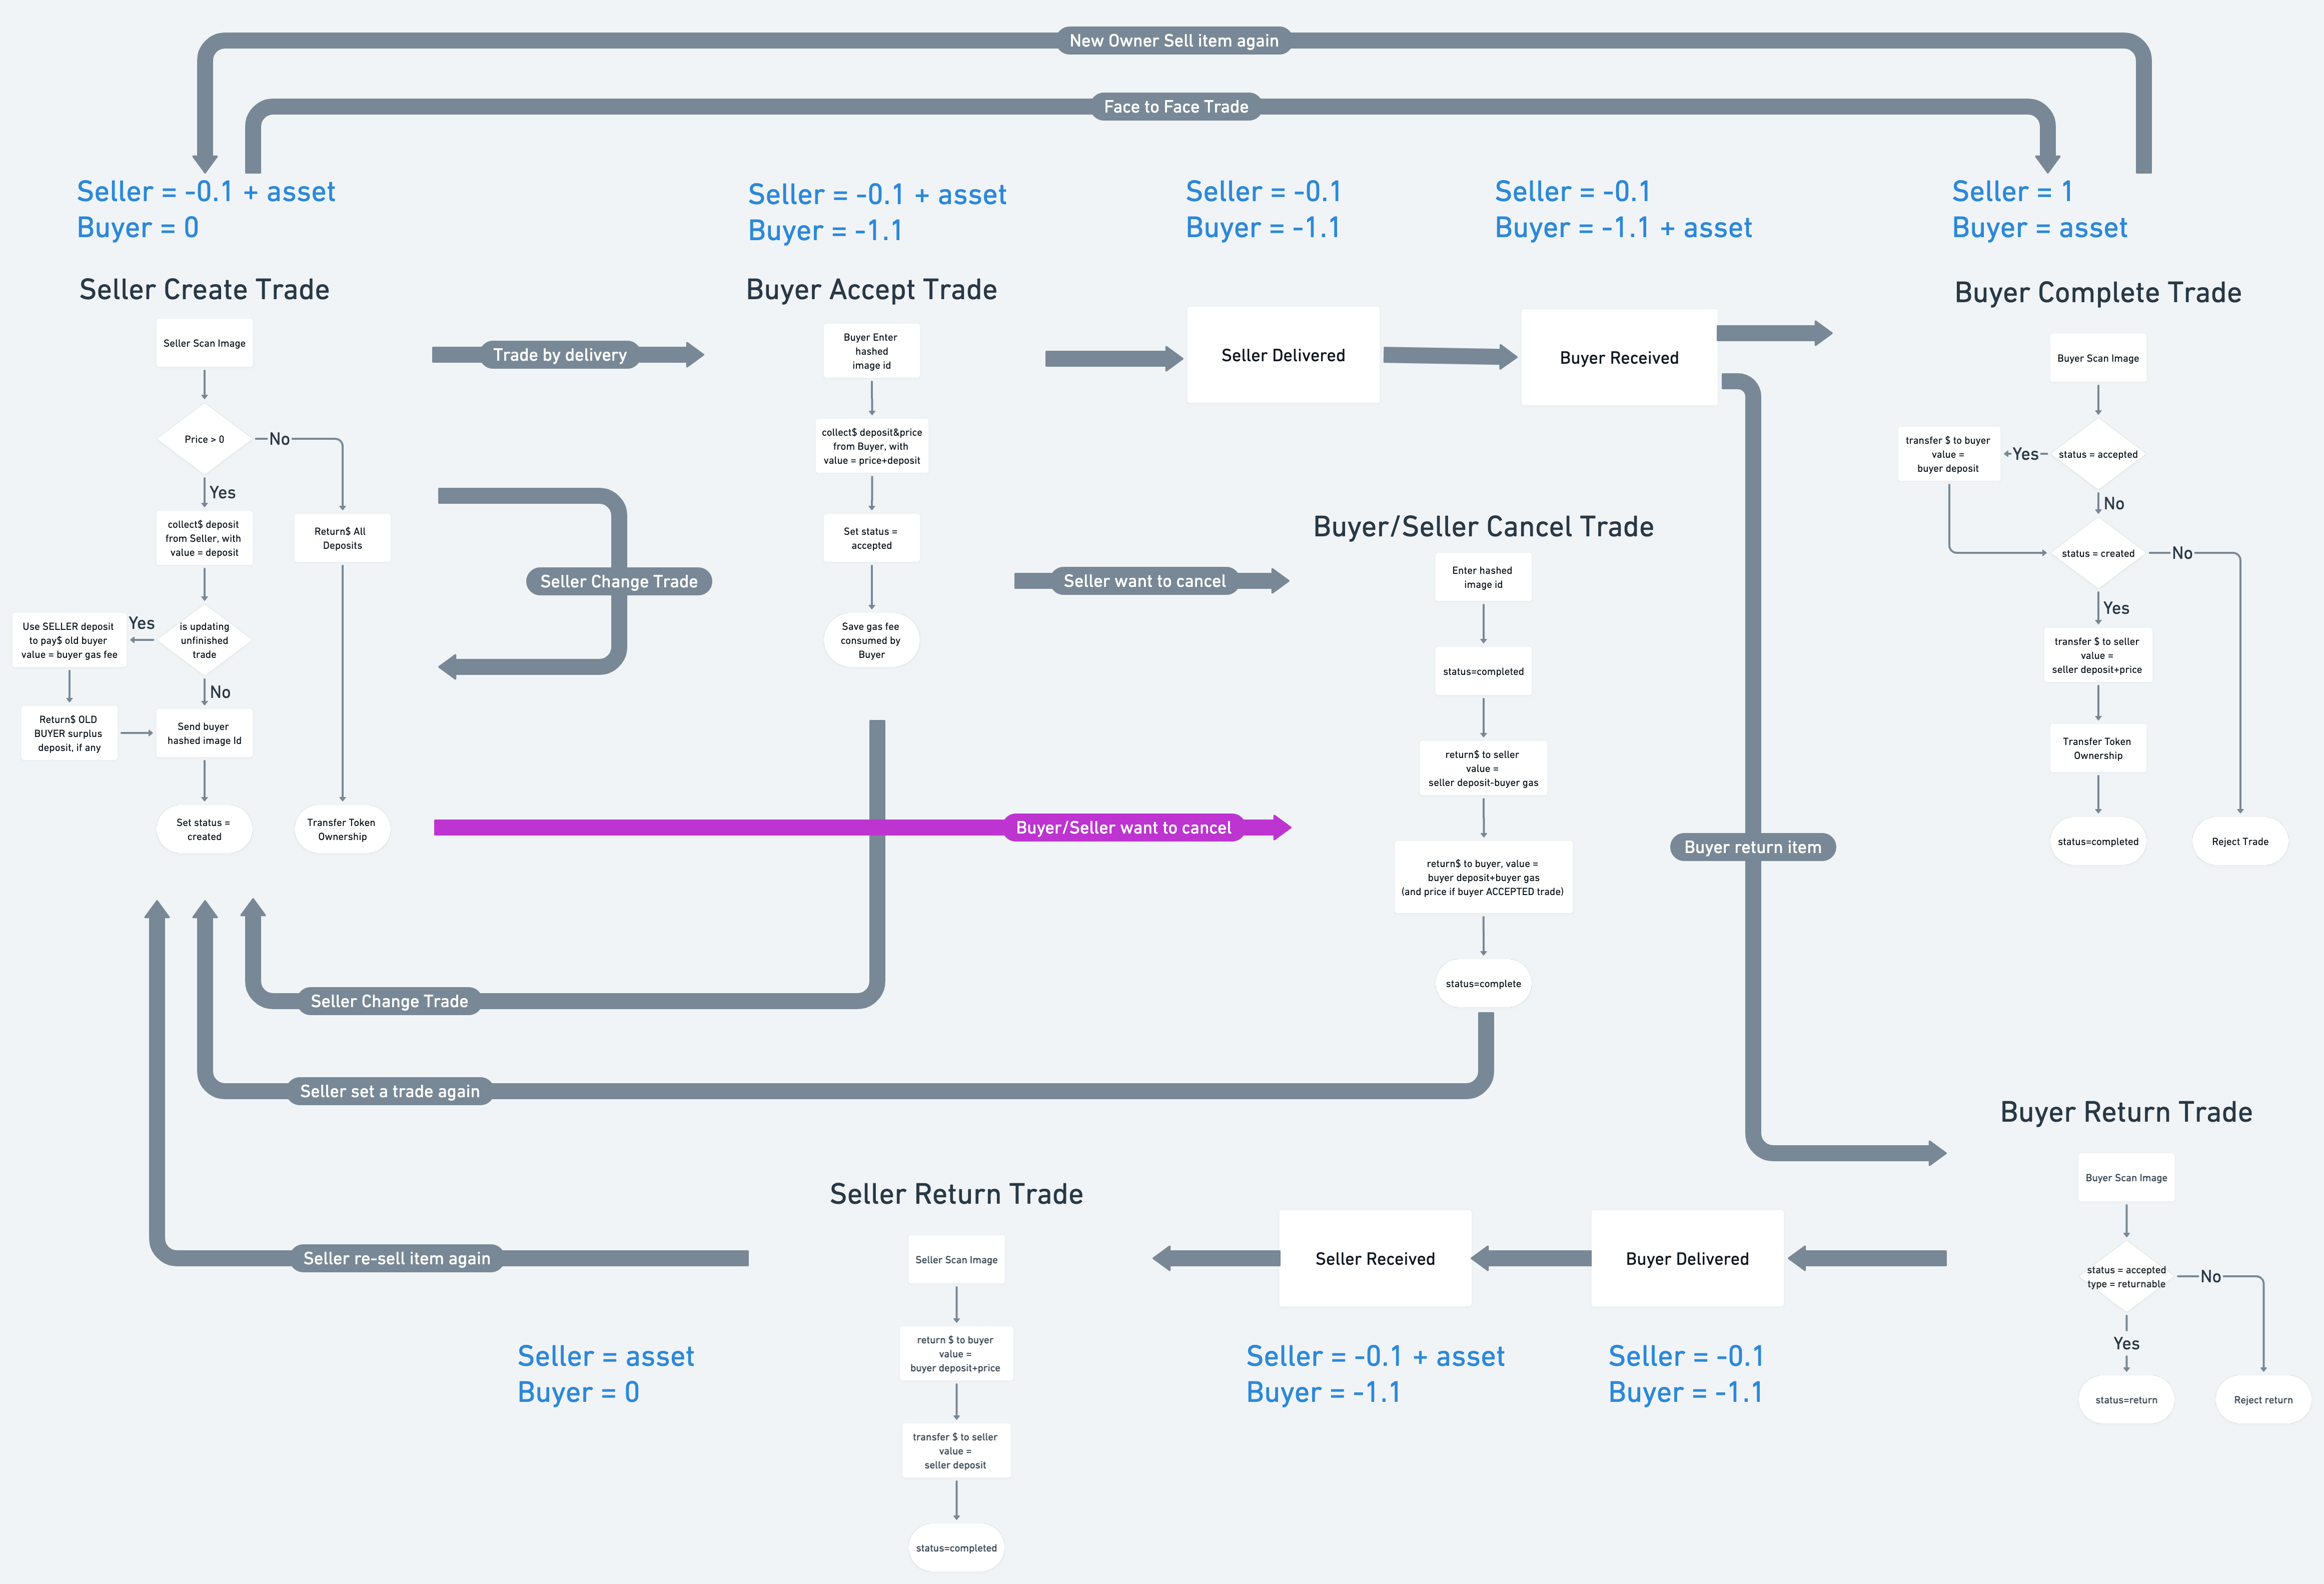 New Owner Sell item again
Face to Face Trade
Seller = -0.1 + asset
Buyer = 0
Seller = -0.1 + asset
Buyer = -1.1
Seller = -0.1
Buyer = -1.1
Seller = -0.1
Buyer = -1.1 + asset
Seller = 1
Buyer = asset
Seller Create Trade
Seller Scan Image
Price > 0
No
Yes
collect$ deposit
from Seller, with
value = deposit
Return$ All
Deposits
is updating
unfinished
trade
Yes
Use SELLER deposit
to pay$ old buyer
value = buyer gas fee
No
Return$ OLD
BUYER surplus
deposit, if any
Send buyer
hashed image Id
Set status =
created
Transfer Token
Ownership
Trade by delivery
Seller Change Trade
Buyer Accept Trade
Buyer Enter
hashed
image id
collect$ deposit&price
from Buyer, with
value = price+deposit
Set status =
accepted
Save gas fee
consumed by
Buyer
Seller Delivered
Buyer Received
Seller want to cancel
Buyer/Seller want to cancel
Buyer/Seller Cancel Trade
Enter hashed
image id
status=completed
return$ to seller
value =
seller deposit-buyer gas
return$ to buyer, value =
buyer deposit+buyer gas
(and price if buyer ACCEPTED trade)
status=complete
Buyer return item
Buyer Complete Trade
Buyer Scan Image
status = accepted
Yes
transfer $ to buyer
value =
buyer deposit
No
status = created
No
Yes
transfer $ to seller
value =
seller deposit+price
Transfer Token
Ownership
status=completed
Reject Trade
Seller Change Trade
Seller set a trade again
Seller re-sell item again
Buyer Return Trade
Buyer Scan Image
status = accepted
type = returnable
No
Yes
status=return
Reject return
Buyer Delivered
Seller Received
Seller = -0.1
Buyer = -1.1
Seller = -0.1 + asset
Buyer = -1.1
Seller Return Trade
Seller Scan Image
return $ to buyer
value =
buyer deposit+price
transfer $ to seller
value =
seller deposit
status=completed
Seller = asset
Buyer = 0